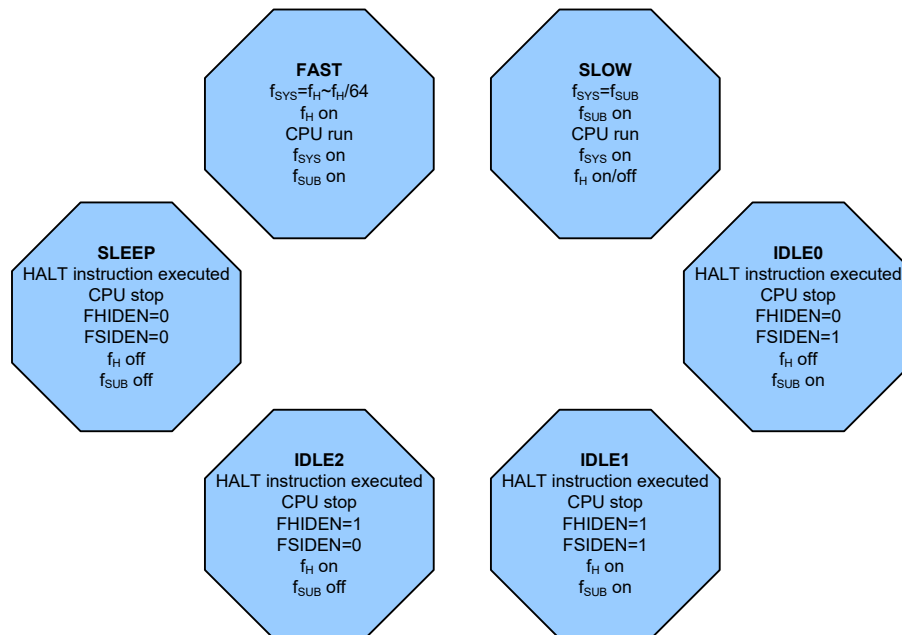 FAST
fSYS=fH~fH/64
fH on
CPU run
fSYS on
fSUB on
SLOW
fSYS=fSUB
fSUB on
CPU run
fSYS on
fH on/off
SLEEP
HALT instruction executed
CPU stop
FHIDEN=0
FSIDEN=0
fH off
fSUB off
IDLE0
HALT instruction executed
CPU stop
FHIDEN=0
FSIDEN=1
fH off
fSUB on
IDLE2
HALT instruction executed
CPU stop
FHIDEN=1
FSIDEN=0
fH on
fSUB off
IDLE1
HALT instruction executed
CPU stop
FHIDEN=1
FSIDEN=1
fH on
fSUB on